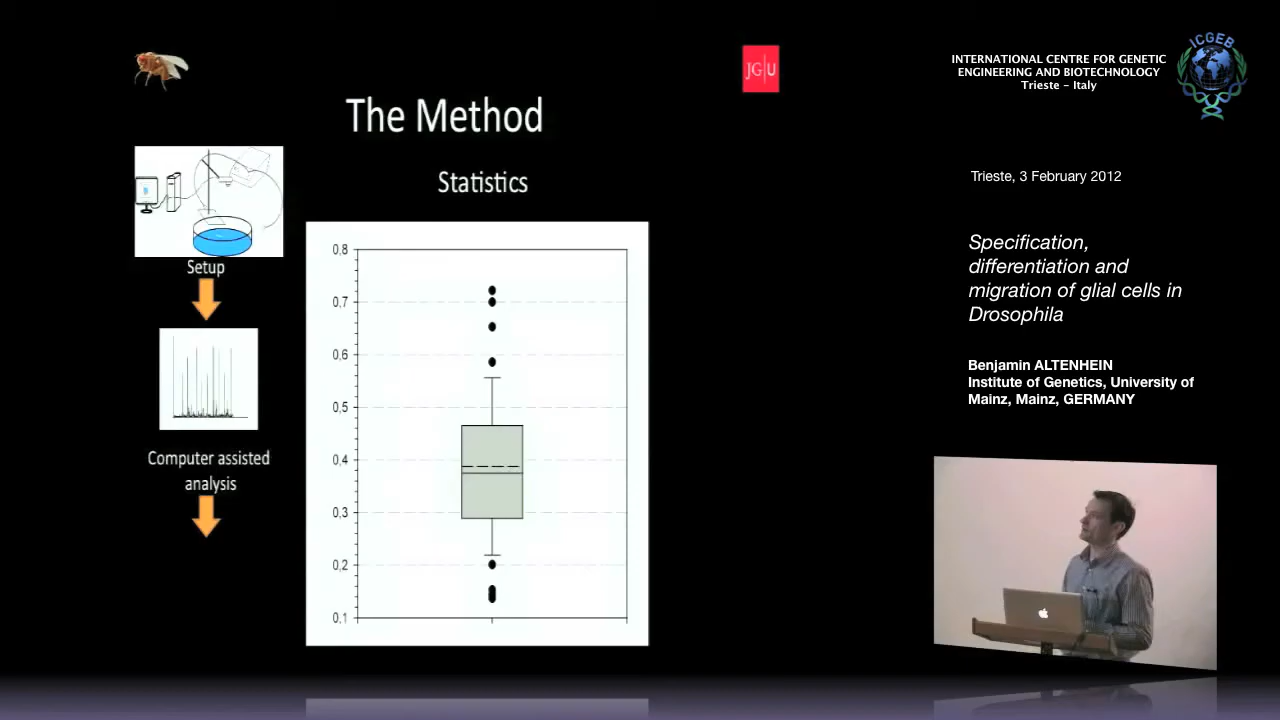 The Method
Statistics
Setup
Computer assisted
analysis
0,8
0,7
0,6
0,5
0,4
0,3
0,2
0,1
JG|U
INTERNATIONAL CENTRE FOR GENETIC
ENGINEERING AND BIOTECHNOLOGY
Trieste - Italy
ICGEB
Trieste, 3 February 2012
Specification,
differentiation and
migration of glial cells in
Drosophila
Benjamin ALTENHEIN
Institute of Genetics, University of
Mainz, Mainz, GERMANY